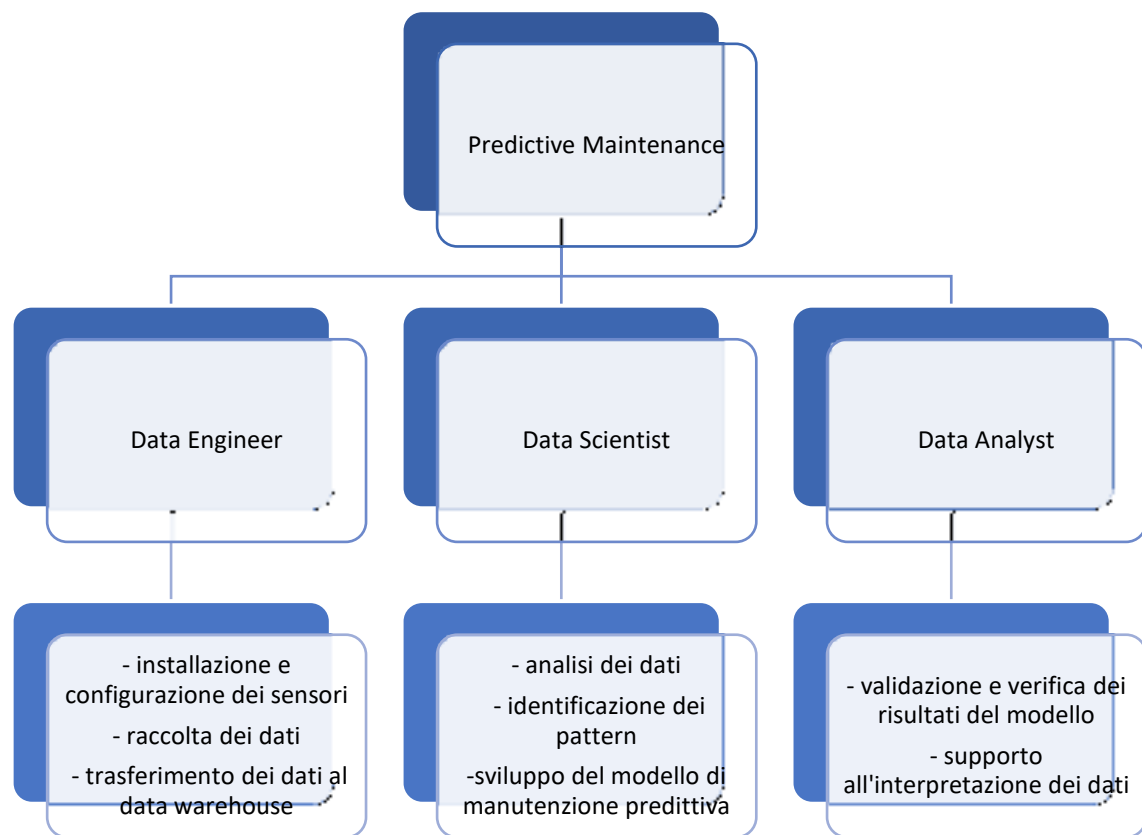 Predictive Maintenance
Data Engineer
Data Scientist
Data Analyst
- installazione e
configurazione dei sensori
- raccolta dei dati
- trasferimento dei dati al
data warehouse
- analisi dei dati
- identificazione dei
pattern
-sviluppo del modello di
manutenzione predittiva
- validazione e verifica dei
risultati del modello
- supporto
all'interpretazione dei dati